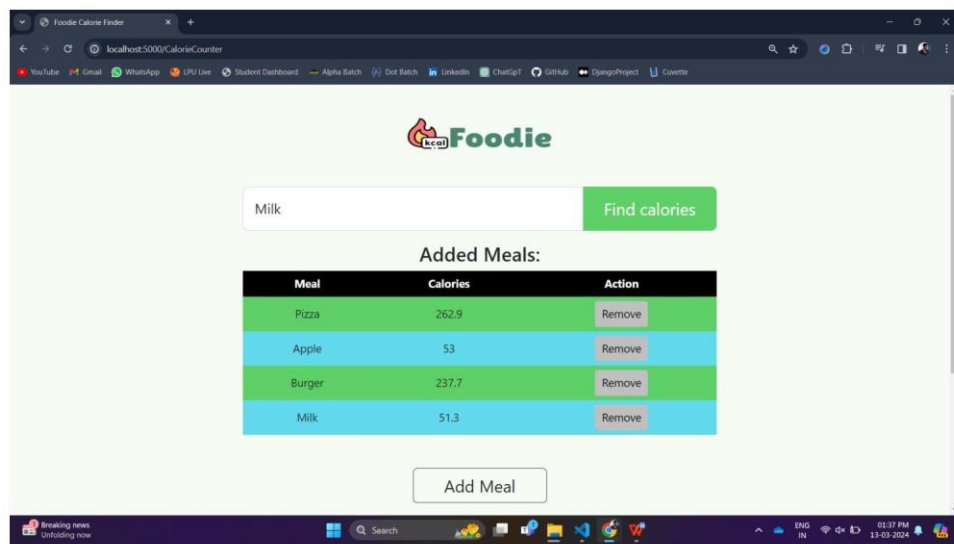 Foodie Calorie Finder
localhost:5000/CalorieCounter
YouTube Gmail WhatsApp LPU Live Student Dashboard Alpha Batch Dot Batch LinkedIn ChatGpT GitHub DjangoProject Cuvette
kcal Foodie
Milk Find calories
Added Meals:
Meal Calories Action
Pizza 262.9 Remove
Apple 53 Remove
Burger 237.7 Remove
Milk 51.3 Remove
Add Meal
Breaking news
Unfolding now
Search
ENG
IN
01:37 PM
13-03-2024